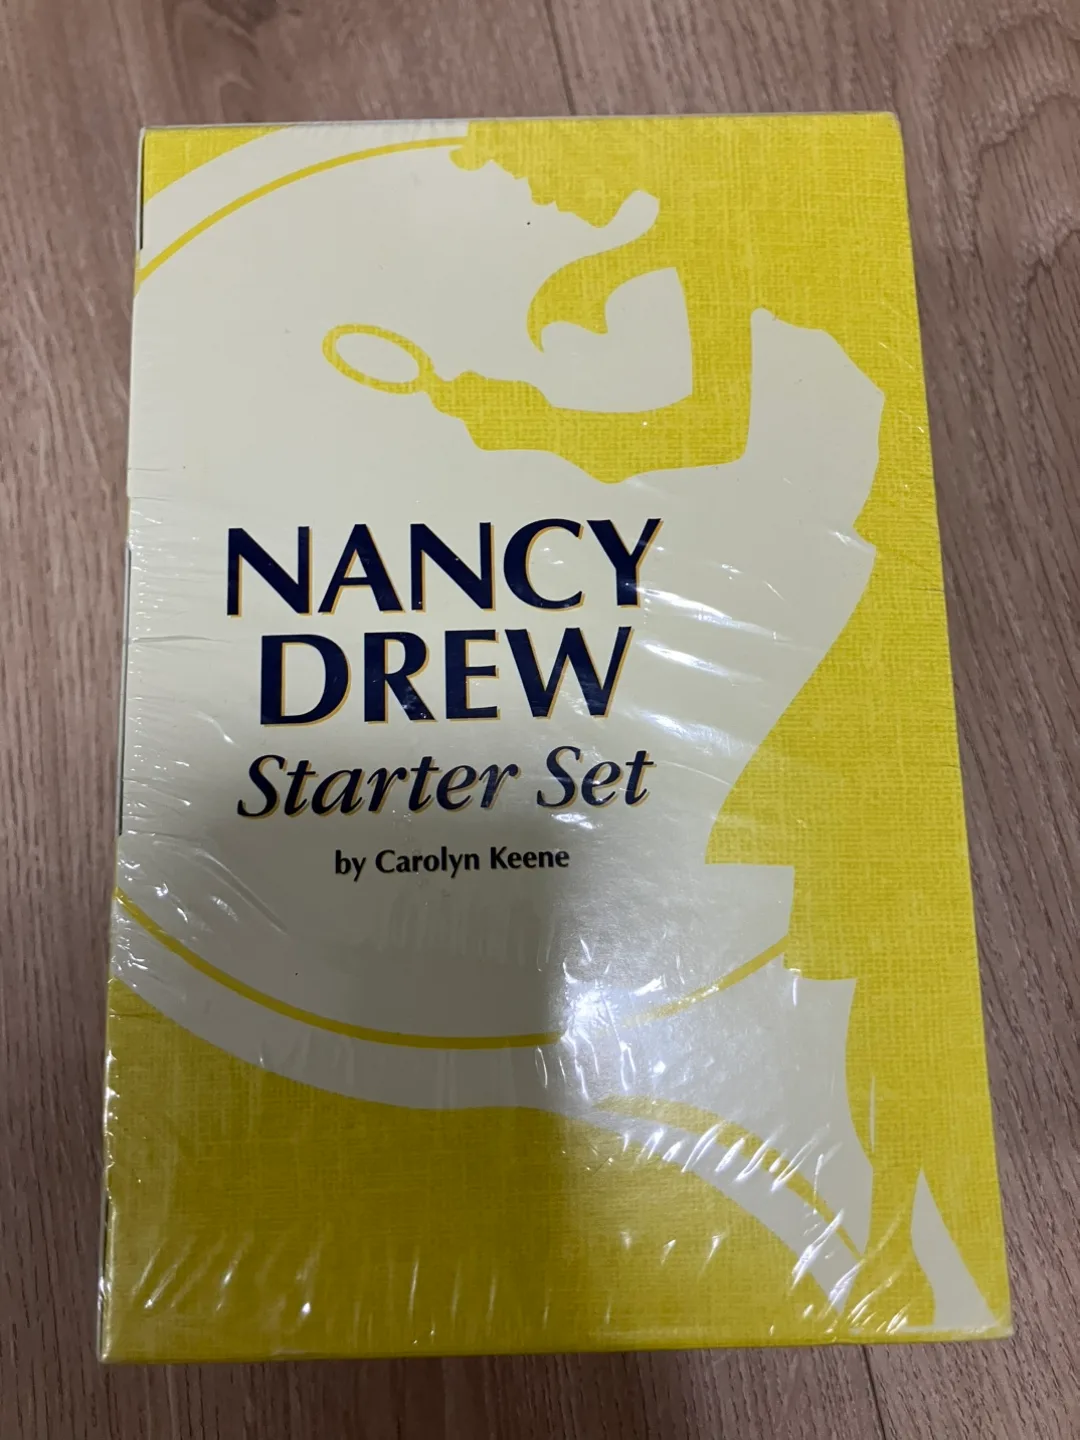 NANCY
DREW
Starter Set
by Carolyn Keene